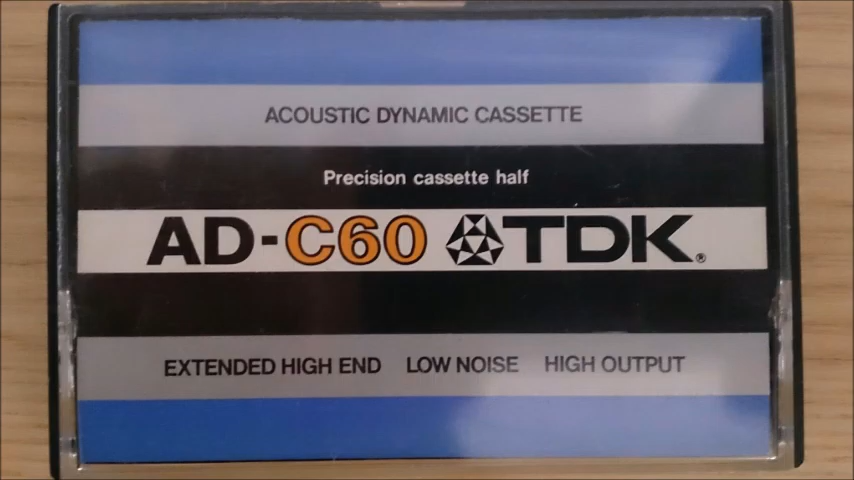 ACOUSTIC DYNAMIC CASSETTE
Precision cassette half
AD-C60 TDK®
EXTENDED HIGH END LOW NOISE HIGH OUTPUT